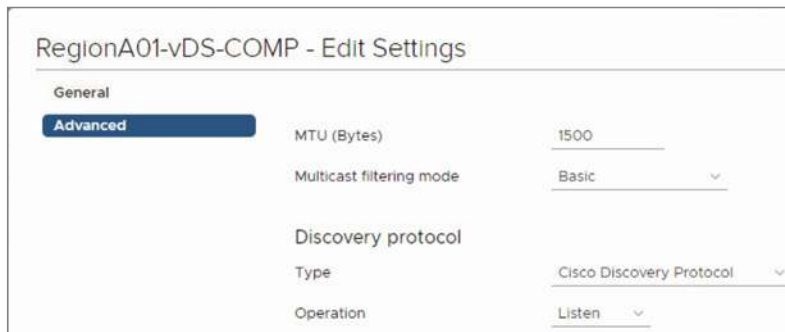 RegionA01-vDS-COMP - Edit Settings
General
Advanced
MTU (Bytes) 1500
Multicast filtering mode Basic
Discovery protocol
Type Cisco Discovery Protocol
Operation Listen